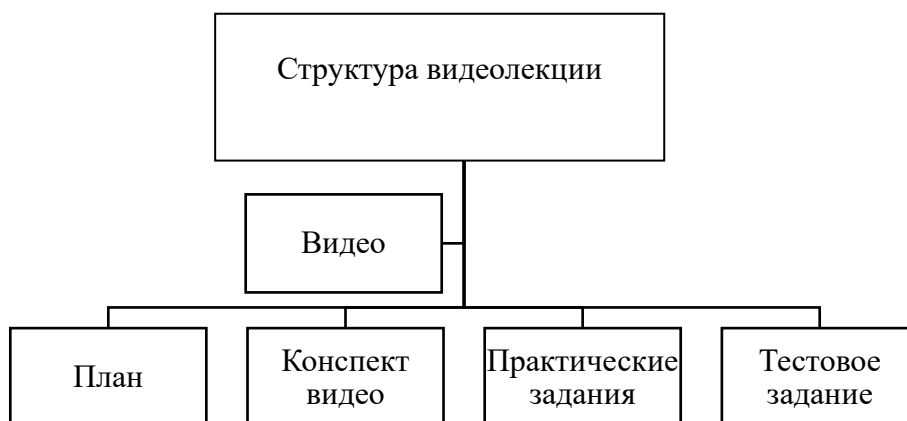 Структура видеолекции
Видео
План
Конспект
видео
Практические
задания
Тестовое
задание